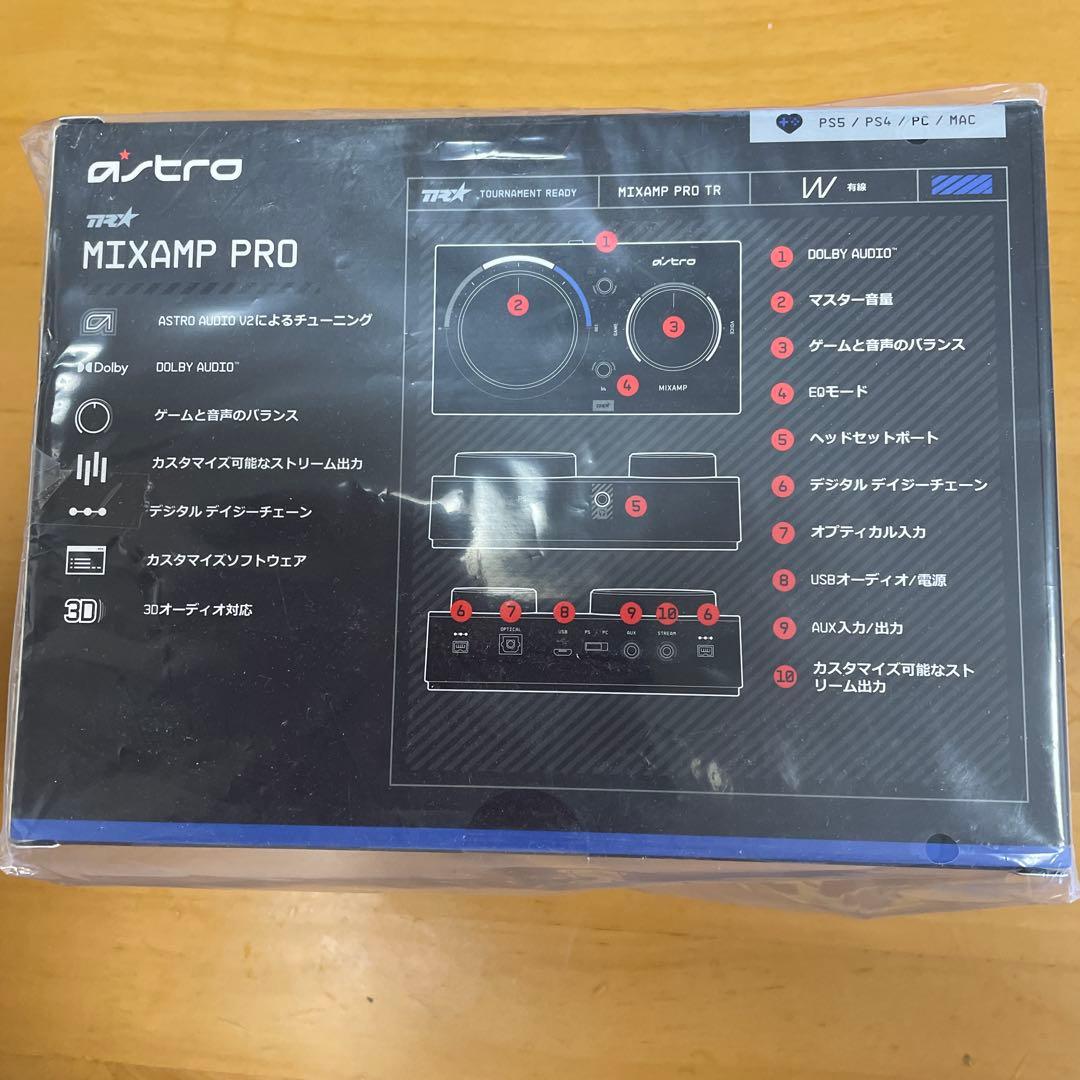 PS5 / PS4 / PC / MAC
astro
TR
MIXAMP PRO
ASTRO AUDIO V2によるチューニング
Dolby
DOLBY AUDIO™
ゲームと音声のバランス
カスタマイズ可能なストリーム出力
デジタル デイジーチェーン
カスタマイズソフトウェア
3D
3Dオーディオ対応
TR TOURNAMENT READY
MIXAMP PRO TR
W 有線
astro
1
2
3
GAME
VOICE
4
MIXAMP
5
6 7 8 9 10 6
OPTICAL USB PS PC AUX STREAM
1 DOLBY AUDIO™
2 マスター音量
3 ゲームと音声のバランス
4 EQモード
5 ヘッドセットポート
6 デジタル デイジーチェーン
7 オプティカル入力
8 USBオーディオ/電源
9 AUX入力/出力
10 カスタマイズ可能なスト
リーム出力